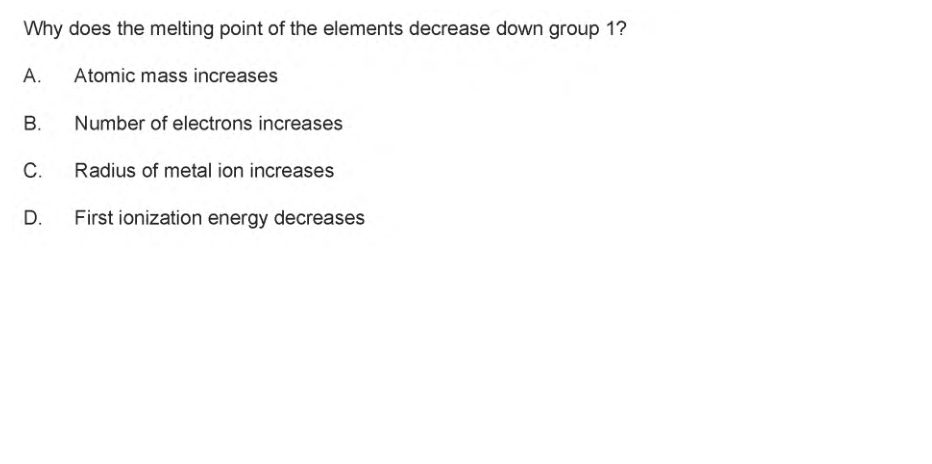 Why does the melting point of the elements decrease down group 1?
A. Atomic mass increases
B. Number of electrons increases
C. Radius of metal ion increases
D. First ionization energy decreases